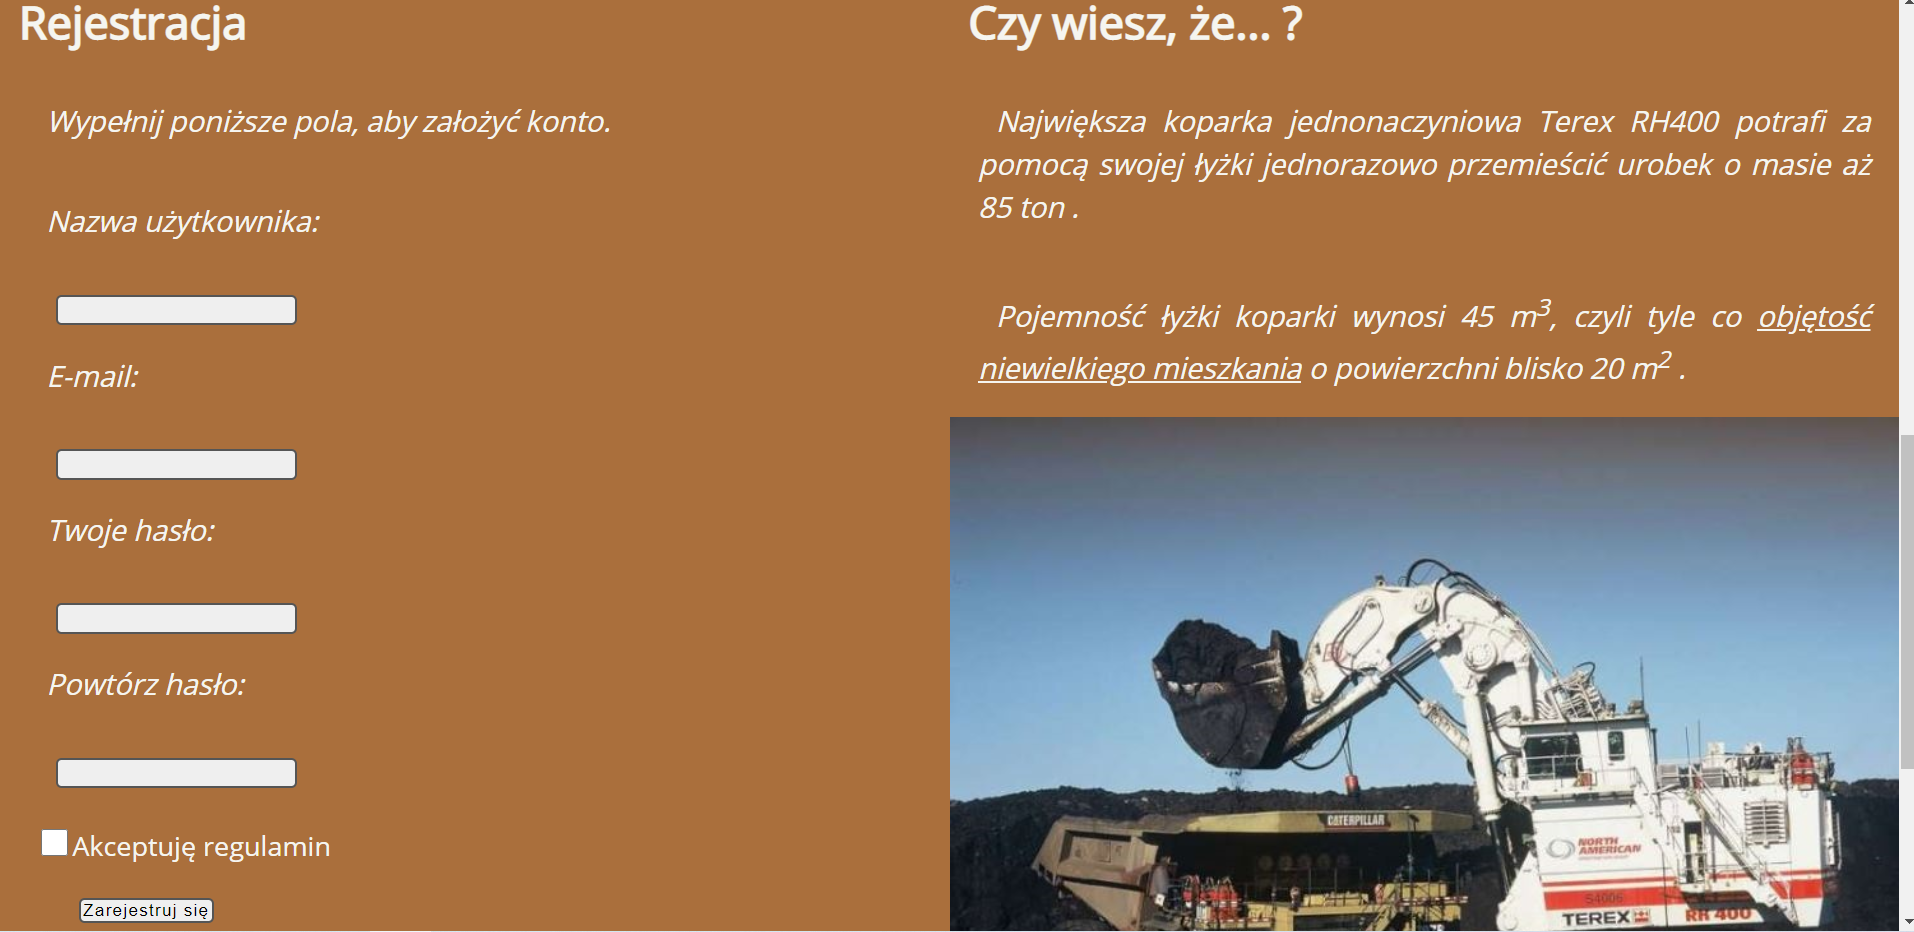 Rejestracja
Wypełnij poniższe pola, aby założyć konto.
Nazwa użytkownika:
E-mail:
Twoje hasło:
Powtórz hasło:
Akceptuję regulamin
Zarejestruj się
Czy wiesz, że... ?
Największa koparka jednonaczyniowa Terex RH400 potrafi za
pomocą swojej łyżki jednorazowo przemieścić urobek o masie aż
85 ton .
Pojemność łyżki koparki wynosi 45 m³, czyli tyle co objętość
niewielkiego mieszkania o powierzchni blisko 20 m² .
CATERPILLAR
NORTH
AMERICAN
S4006
TEREX RH 400